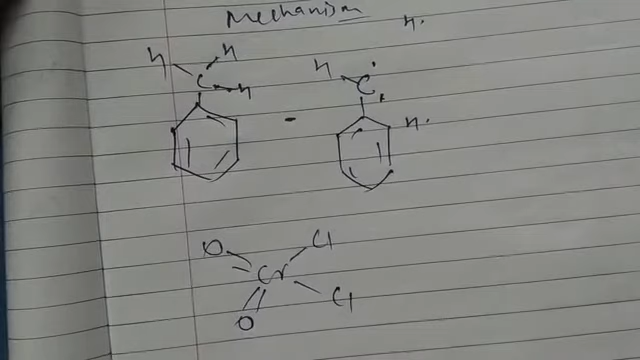 Mechanism
H.
H H H
C H
H C
H.
O Cl
Cr
Cl
O